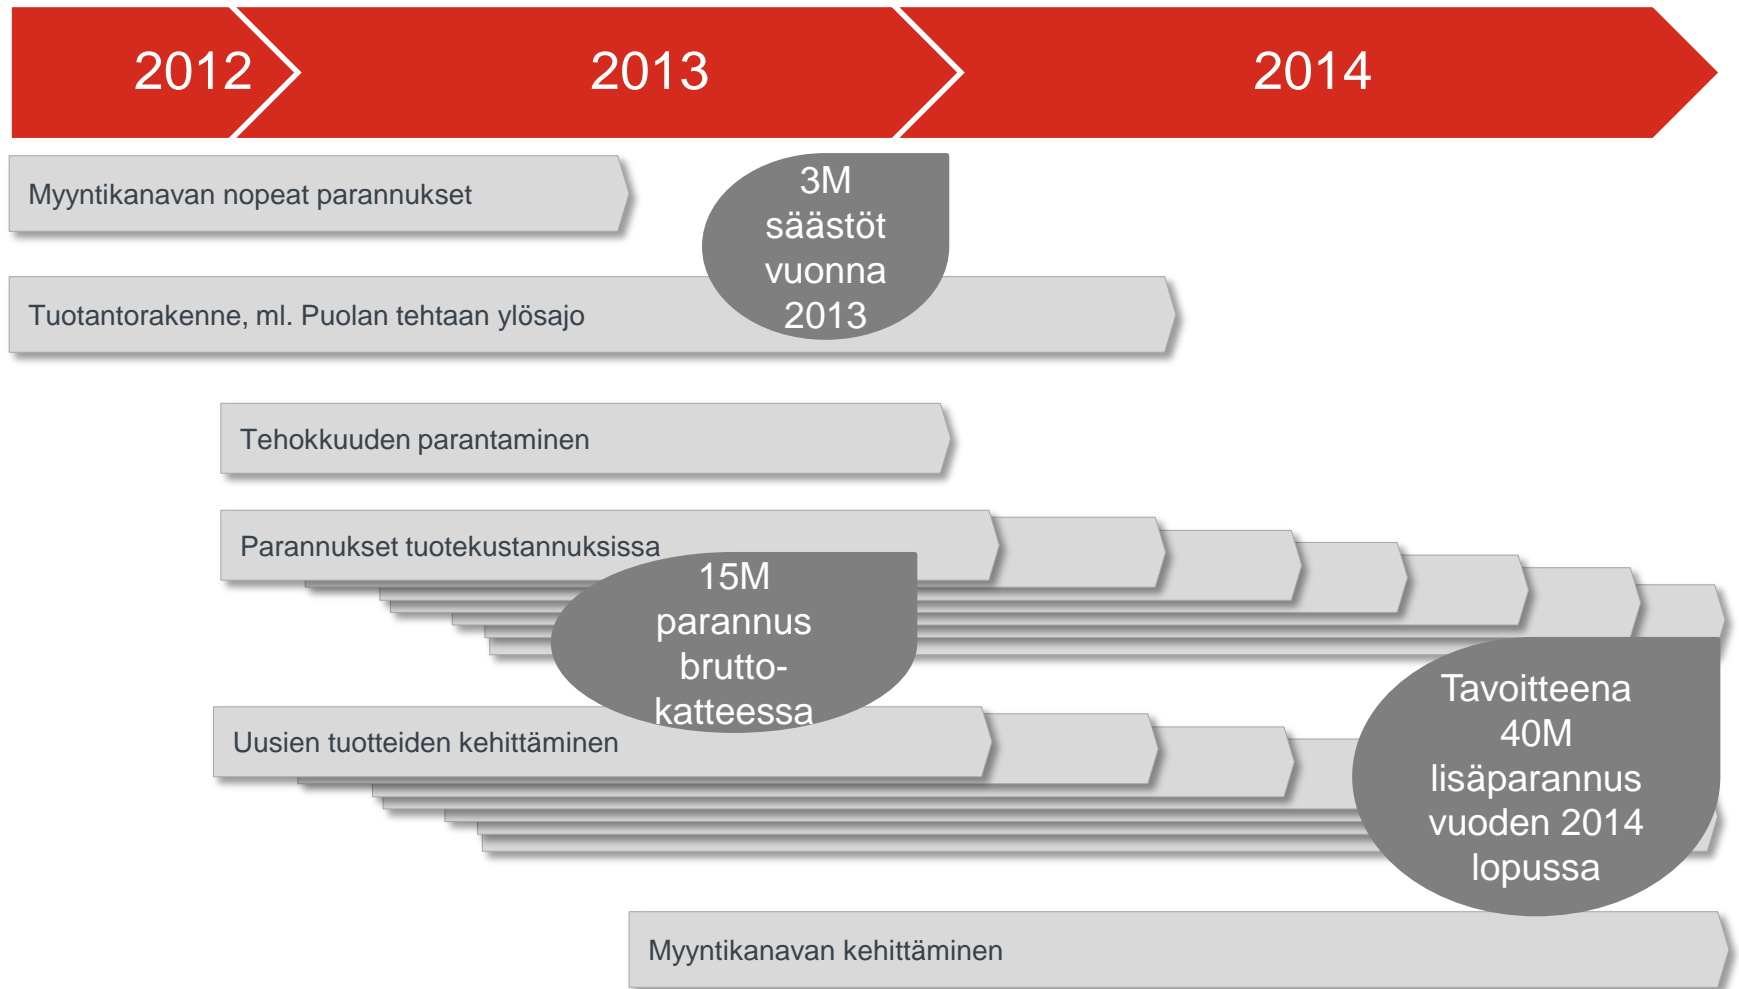 2012
2013
2014
Myyntikanavan nopeat parannukset
3M
säästöt
vuonna
2013
Tuotantorakenne, ml. Puolan tehtaan ylösajo
Tehokkuuden parantaminen
Parannukset tuotekustannuksissa
15M
parannus
brutto-
katteessa
Uusien tuotteiden kehittäminen
Tavoitteena
40M
lisäparannus
vuoden 2014
lopussa
Myyntikanavan kehittäminen